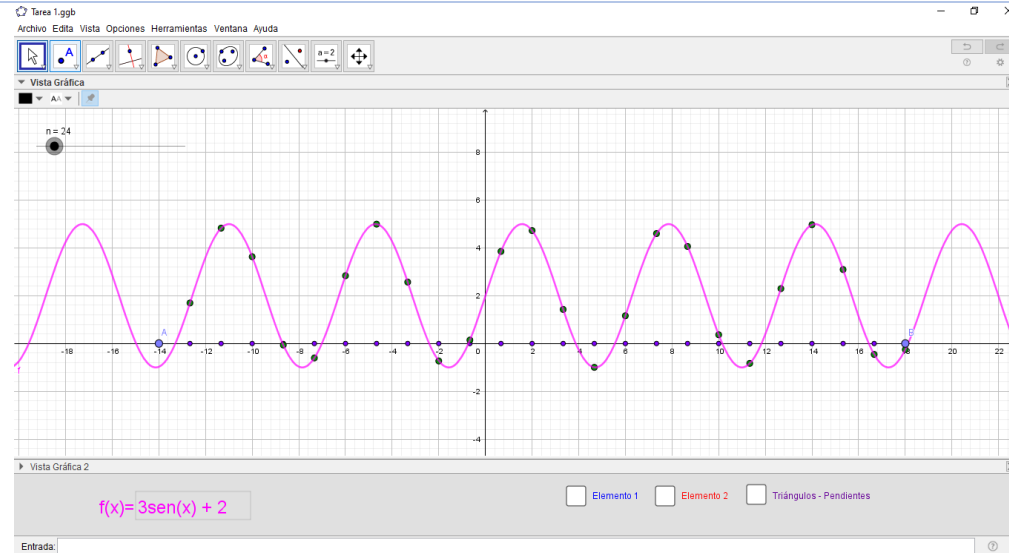 Tarea 1.ggb
Archivo Edita Vista Opciones Herramientas Ventana Ayuda
A a=2
Vista Gráfica
AA
n = 24
8
6
4
2
-2
-4
A B
-18 -16 -14 -12 -10 -8 -6 -4 -2 0 2 4 6 8 10 12 14 16 18 20 22
f
Vista Gráfica 2
f(x)= 3sen(x) + 2
Elemento 1 Elemento 2 Triángulos - Pendientes
Entrada: